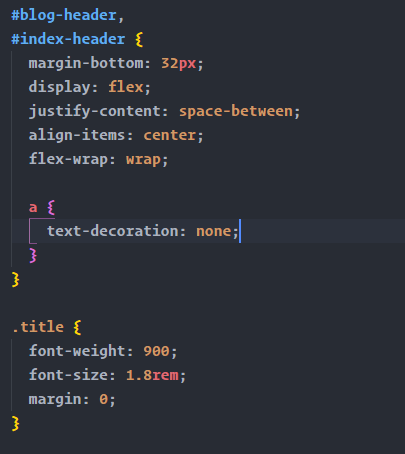 #blog-header,
#index-header {
margin-bottom: 32px;
display: flex;
justify-content: space-between;
align-items: center;
flex-wrap: wrap;
a {
text-decoration: none;
}
}
.title {
font-weight: 900;
font-size: 1.8rem;
margin: 0;
}